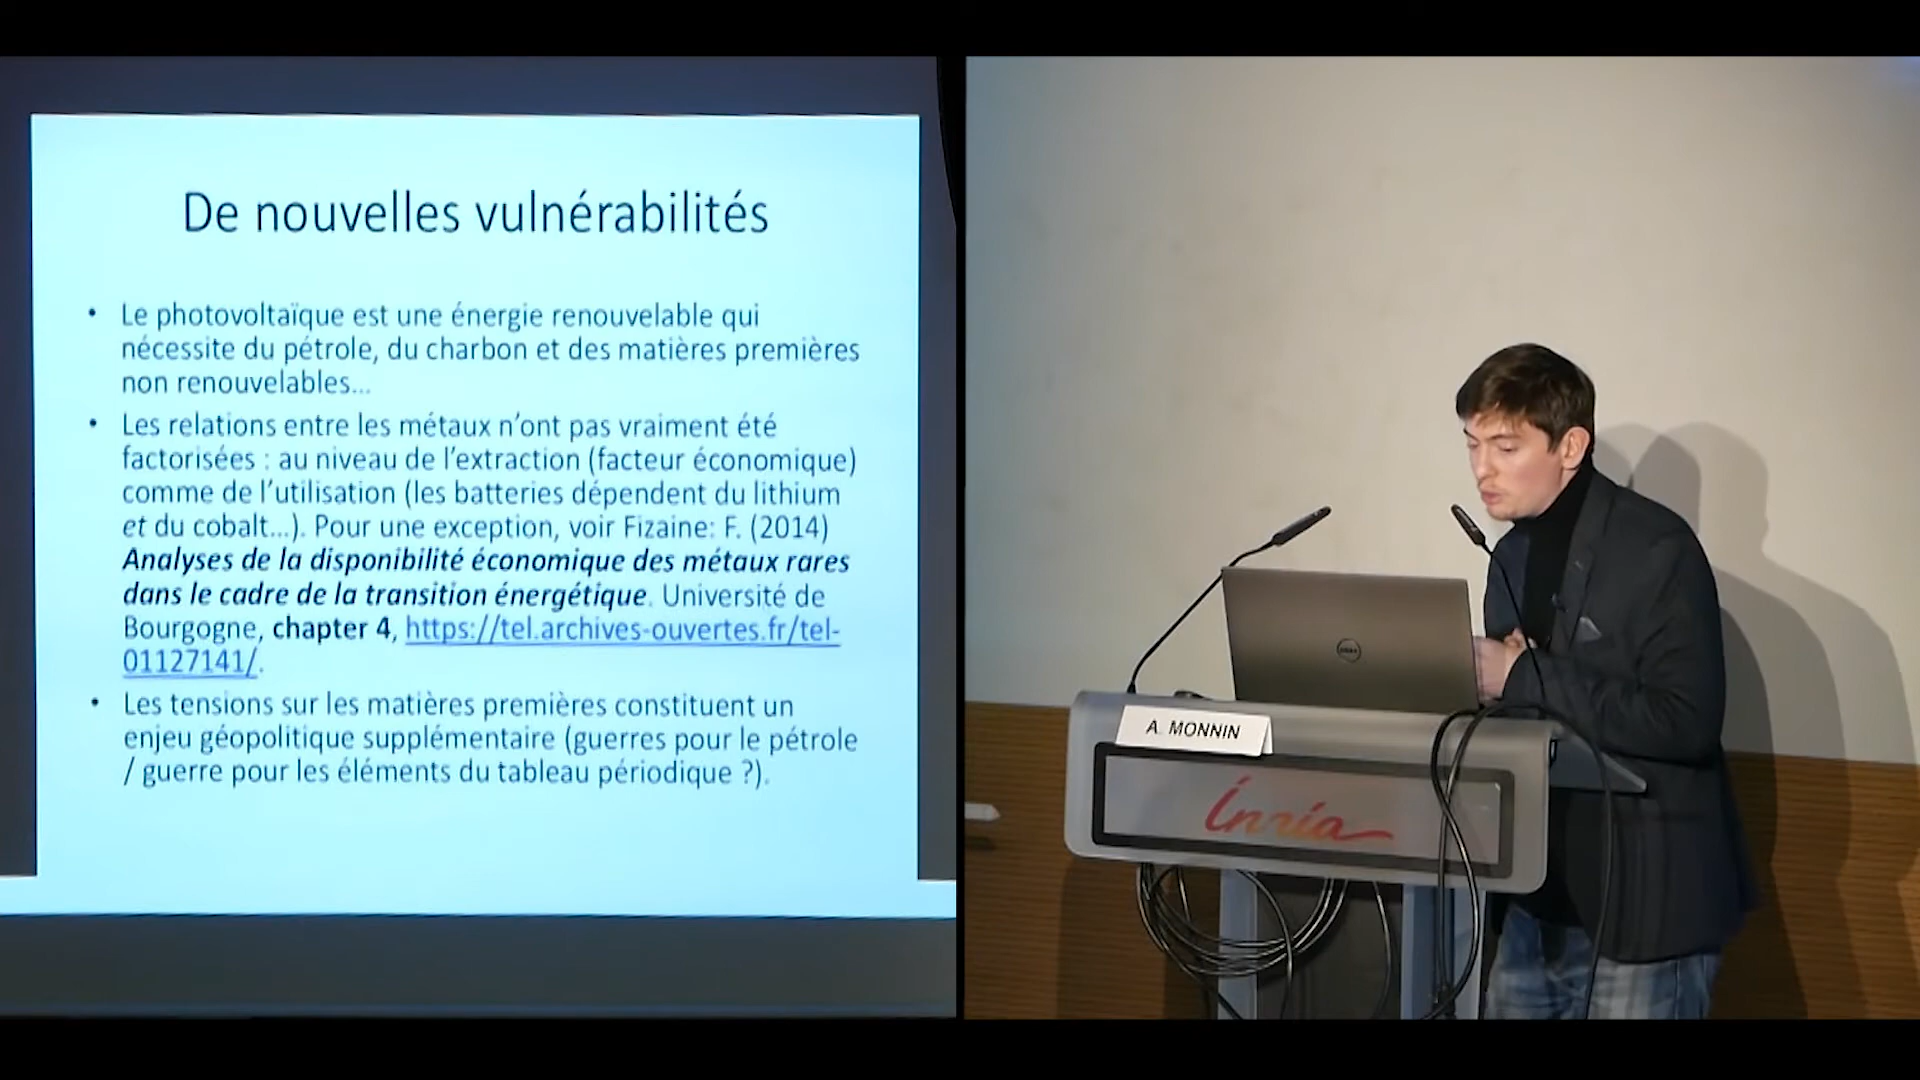 De nouvelles vulnérabilités
• Le photovoltaïque est une énergie renouvelable qui
nécessite du pétrole, du charbon et des matières premières
non renouvelables...
• Les relations entre les métaux n'ont pas vraiment été
factorisées : au niveau de l'extraction (facteur économique)
comme de l'utilisation (les batteries dépendent du lithium
et du cobalt...). Pour une exception, voir Fizaine: F. (2014)
Analyses de la disponibilité économique des métaux rares
dans le cadre de la transition énergétique. Université de
Bourgogne, chapter 4, https://tel.archives-ouvertes.fr/tel-
01127141/.
• Les tensions sur les matières premières constituent un
enjeu géopolitique supplémentaire (guerres pour le pétrole
/ guerre pour les éléments du tableau périodique ?).
DELL
A. MONNIN
Inria